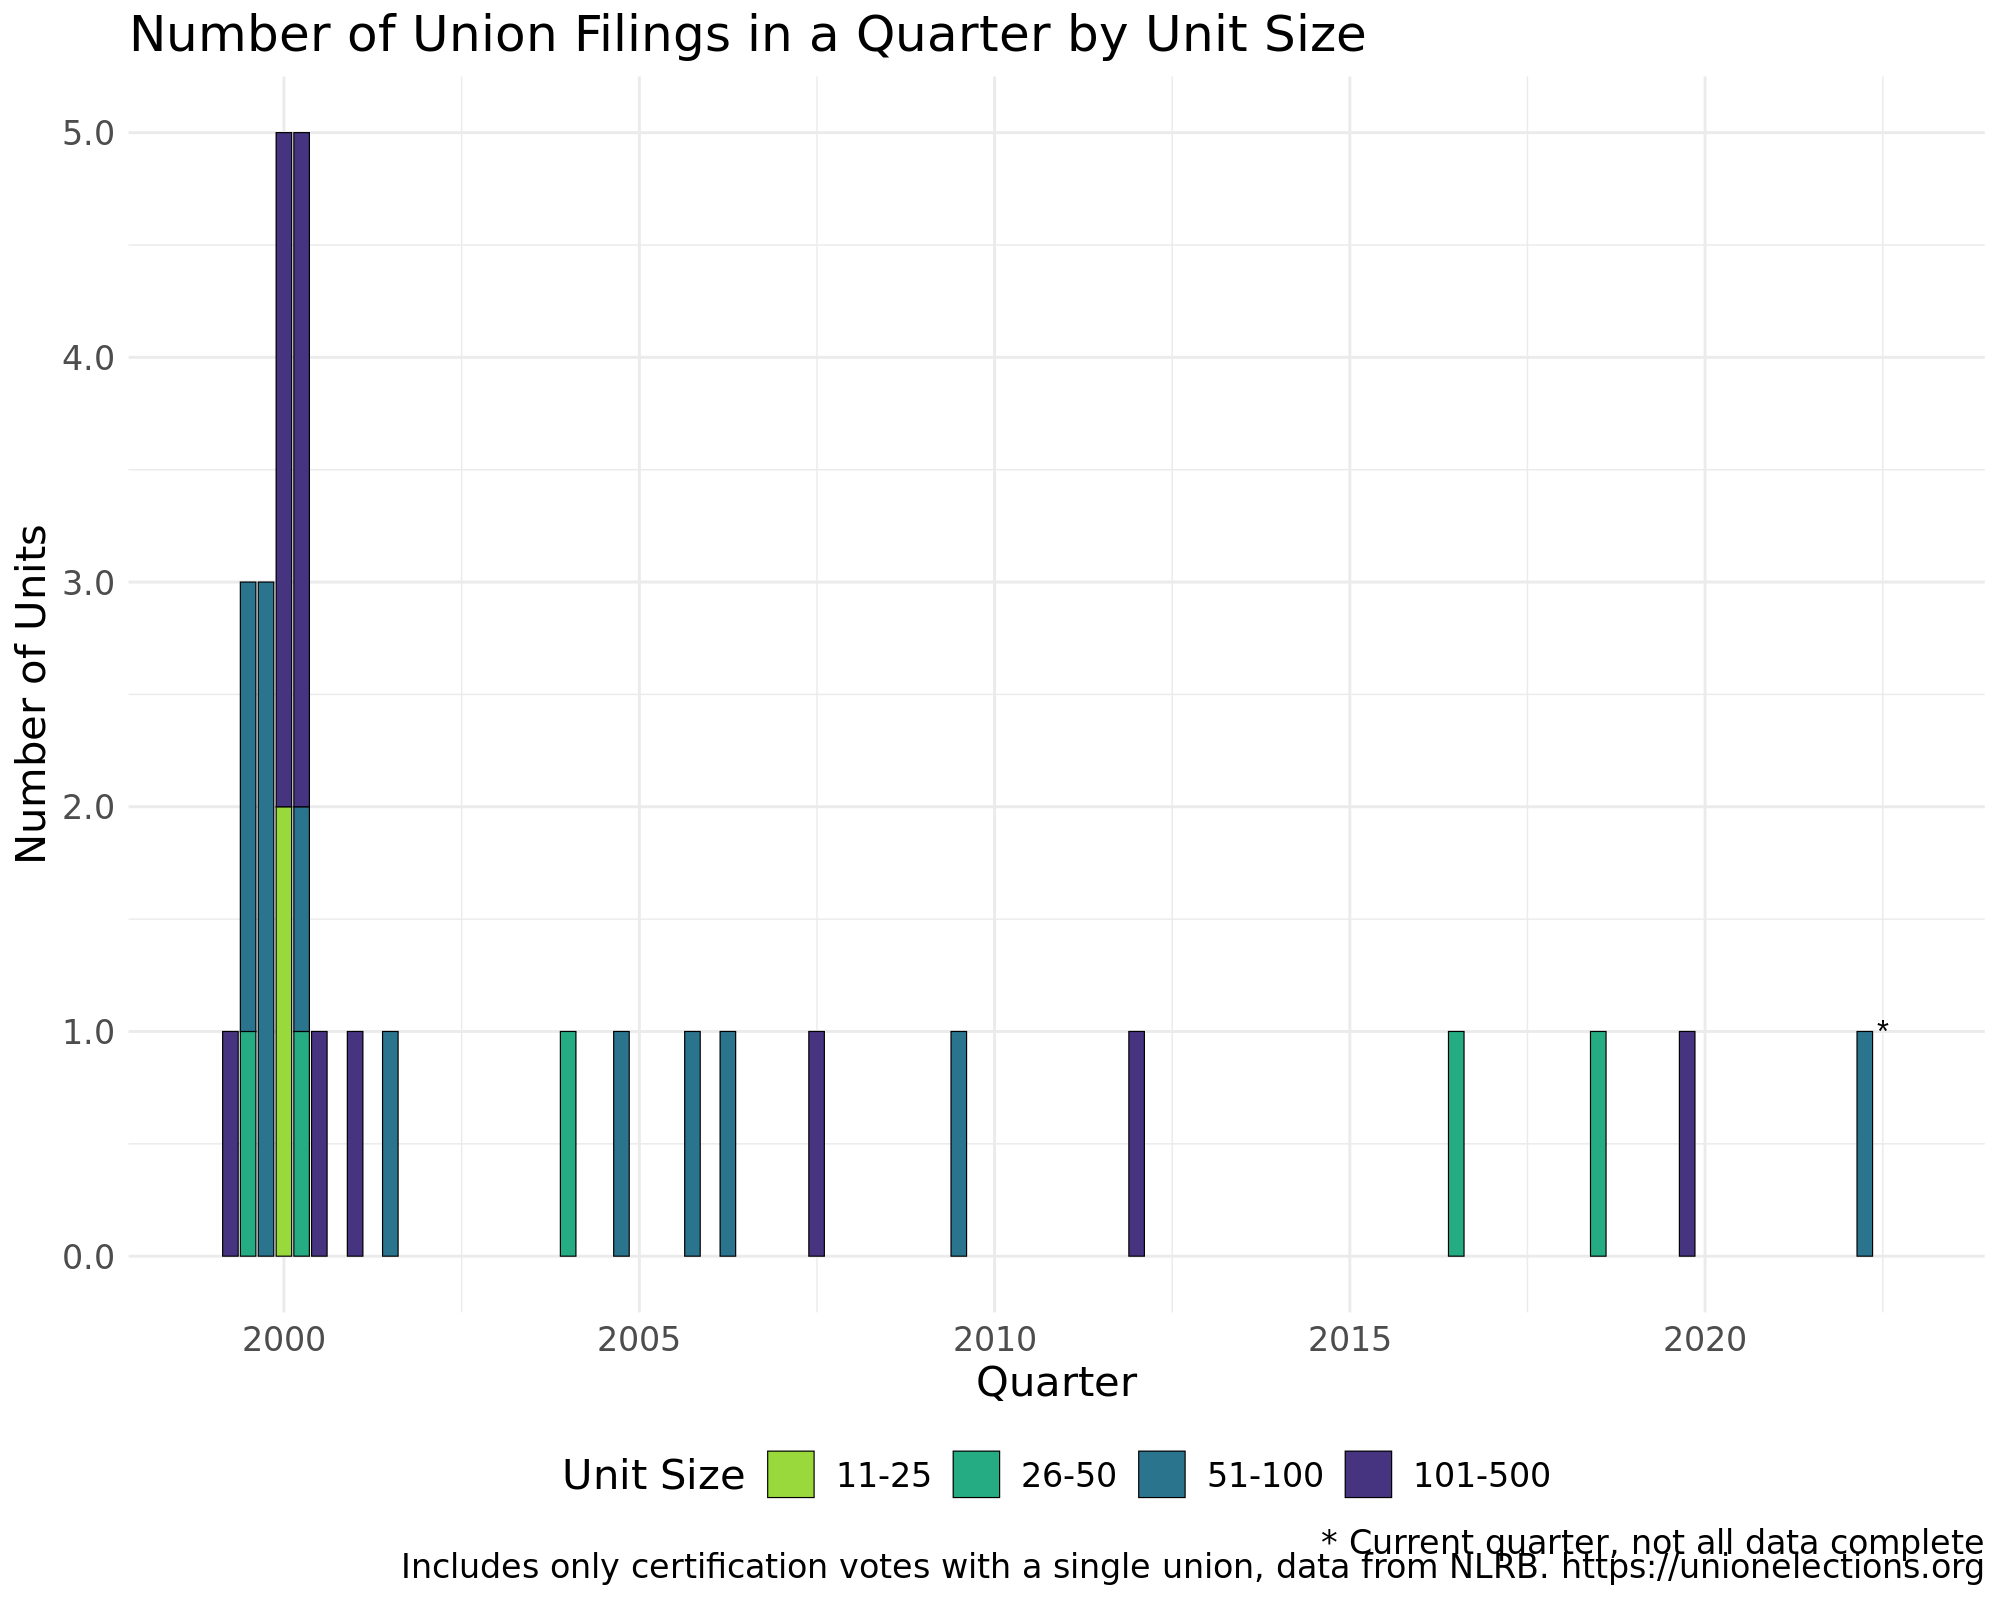 Number of Union Filings in a Quarter by Unit Size
Number of Units
5.0
4.0
3.0
2.0
1.0
0.0
*
2000 2005 2010 2015 2020
Quarter
Unit Size 11-25 26-50 51-100 101-500
* Current quarter, not all data complete
Includes only certification votes with a single union, data from NLRB. https://unionelections.org